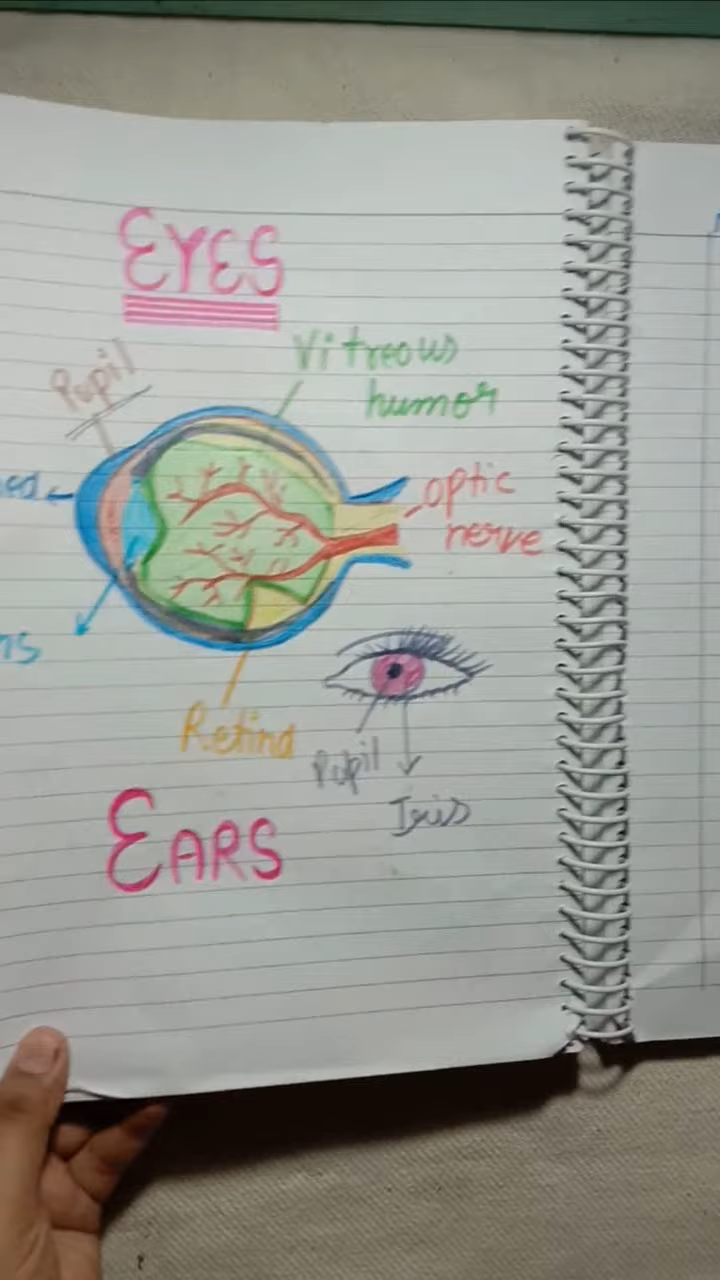 EYES
Vitreous
humor
Pupil
optic
nerve
Retina
Pupil
Iris
EARS